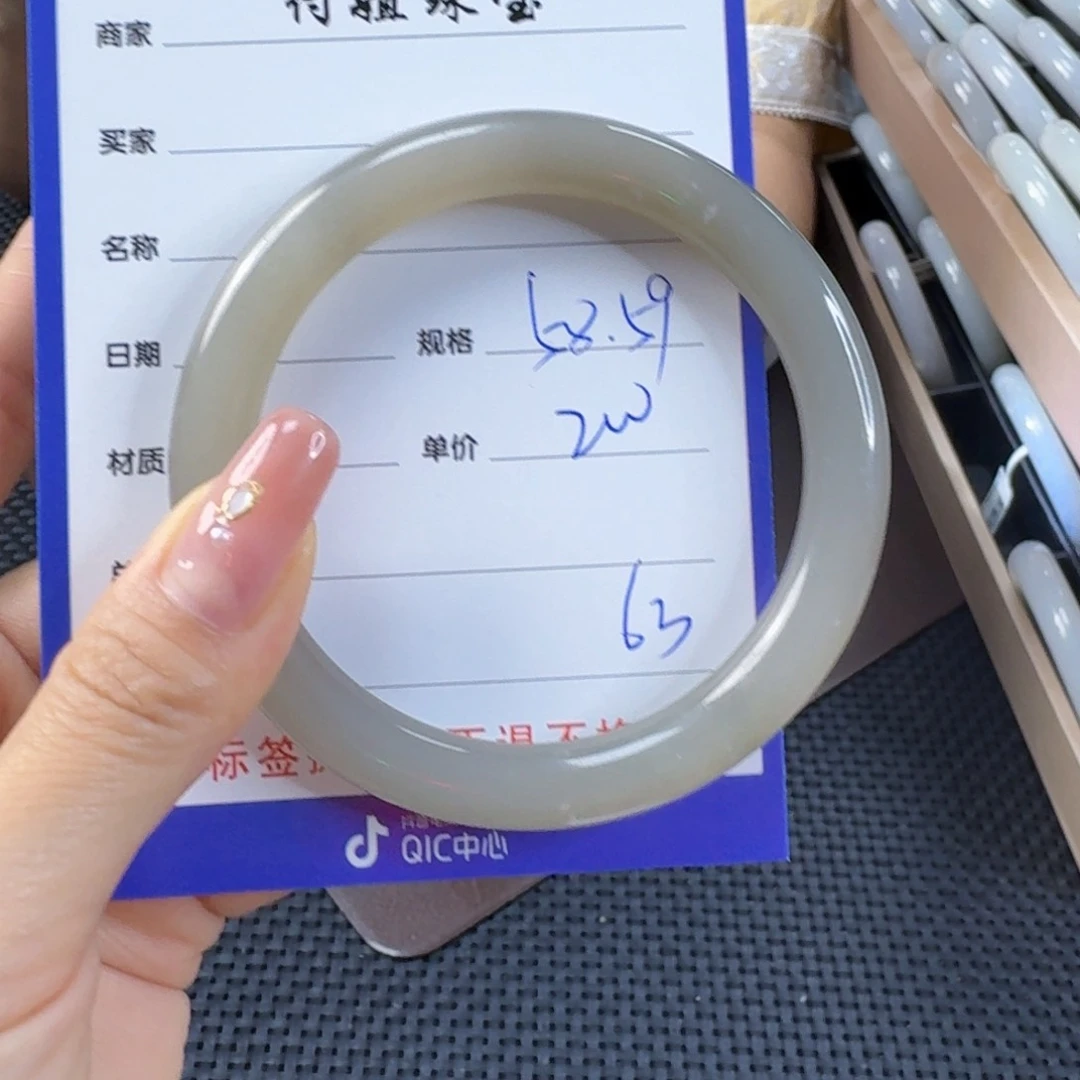 商家
买家
名称
日期 规格 58.59
材质 单价 200
63
标签
QIC中心